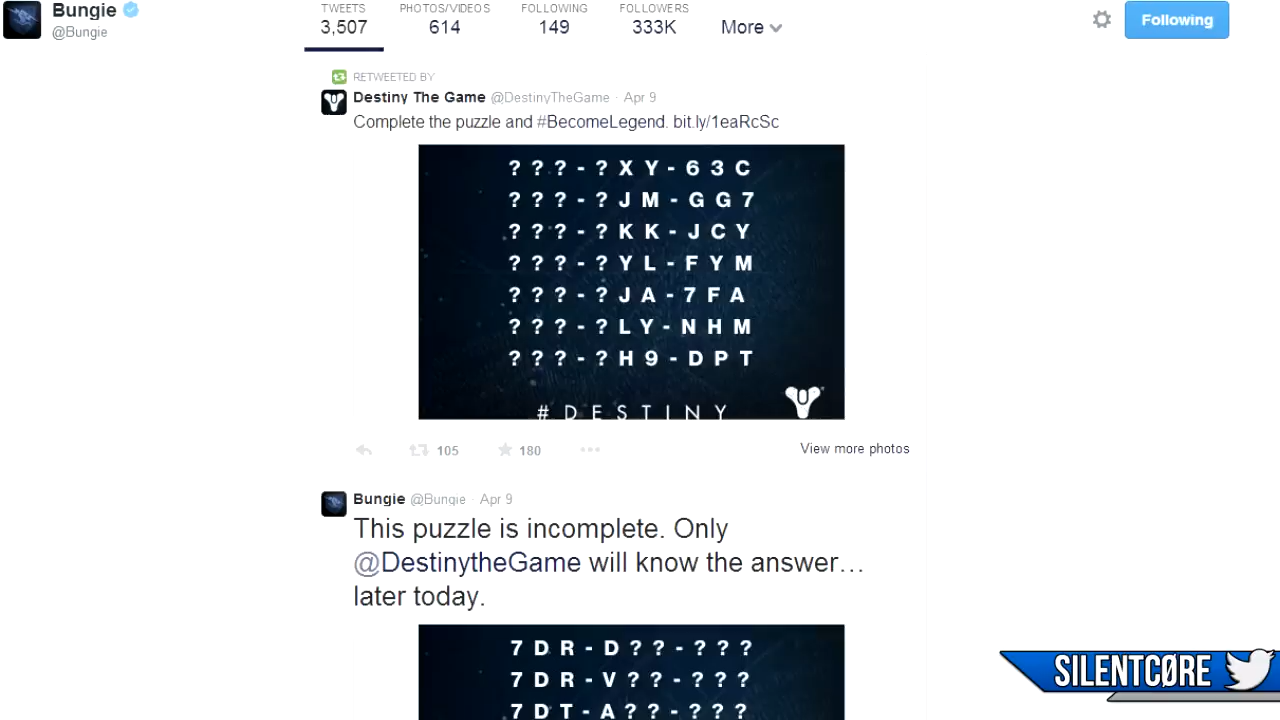 Bungie
@Bungie
TWEETS PHOTOS/VIDEOS FOLLOWING FOLLOWERS
3,507 614 149 333K More
Following
RETWEETED BY
Destiny The Game @DestinyTheGame · Apr 9
Complete the puzzle and #BecomeLegend. bit.ly/1eaRcSc
???-?XY-63C
???-?JM-GG7
???-?KK-JCY
???-?YL-FYM
???-?JA-7FA
???-?LY-NHM
???-?H9-DPT
#DESTINY
105 180 View more photos
Bungie @Bungie · Apr 9
This puzzle is incomplete. Only
@DestinytheGame will know the answer…
later today.
7DR-D??-???
7DR-V??-???
7DT-A??-???
SILENTCØRE